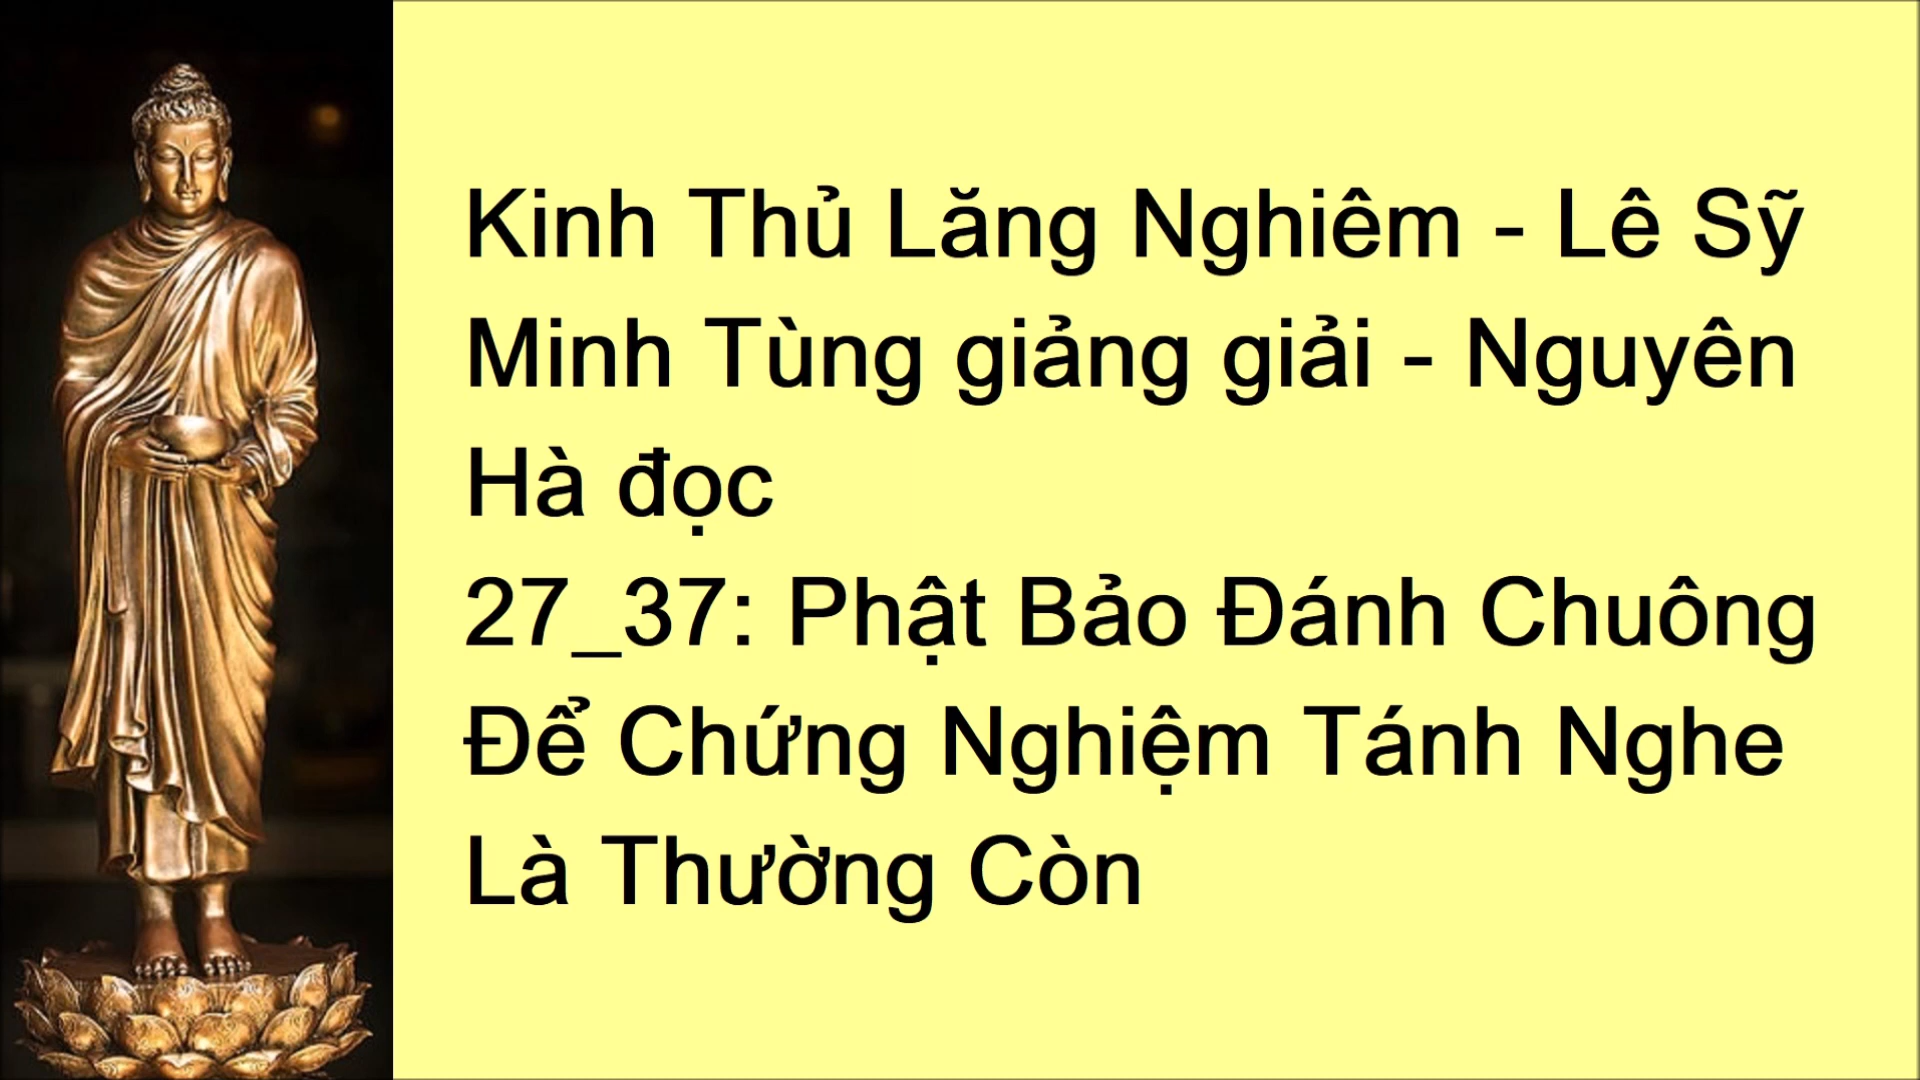 Kinh Thủ Lăng Nghiêm - Lê Sỹ
Minh Tùng giảng giải - Nguyên
Hà đọc
27_37: Phật Bảo Đánh Chuông
Để Chứng Nghiệm Tánh Nghe
Là Thường Còn